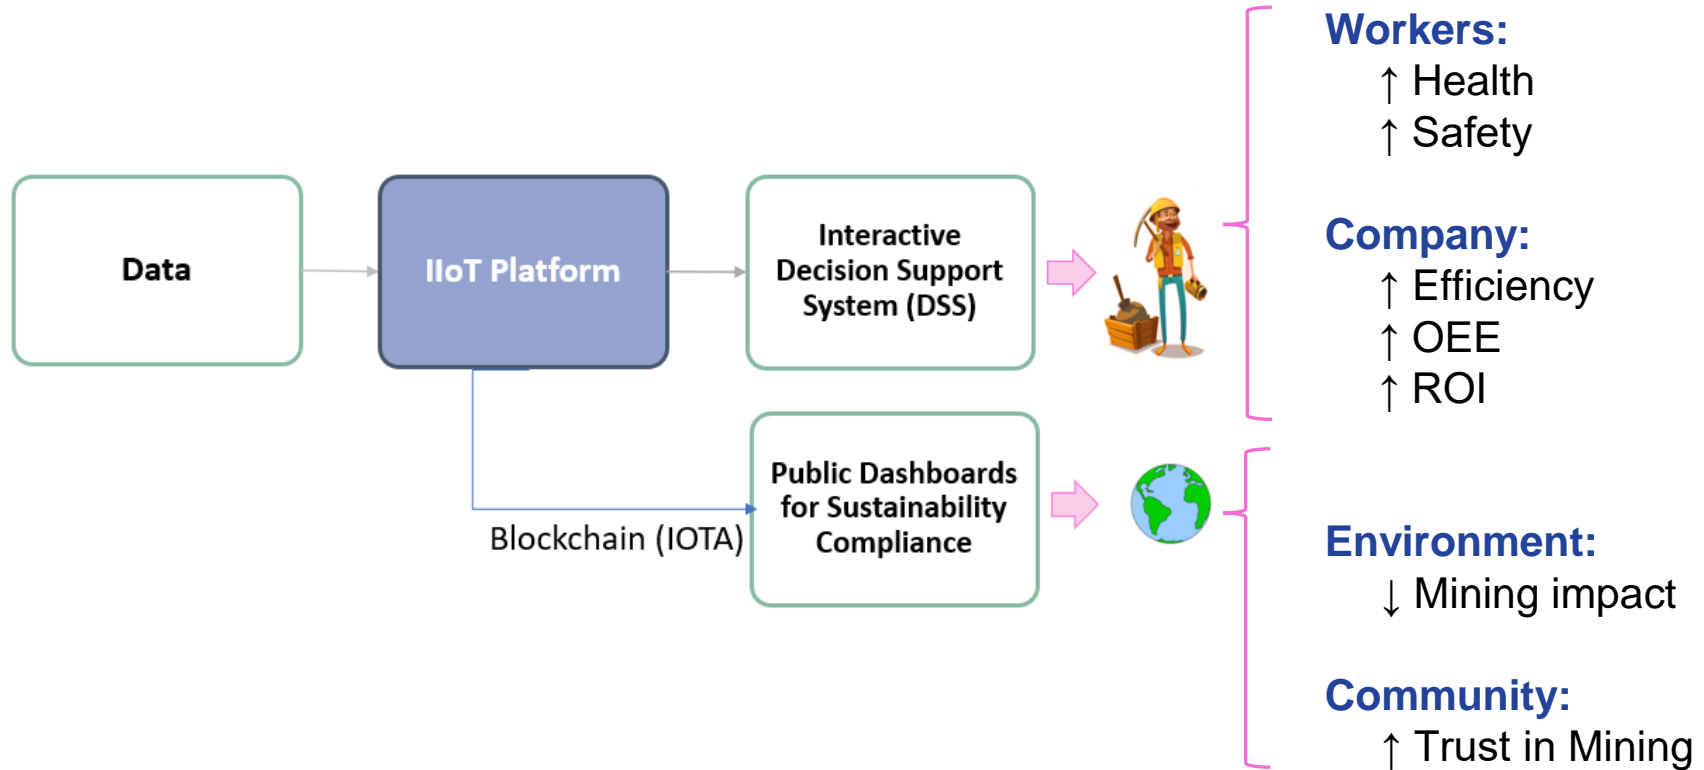 Data
IIoT Platform
Interactive
Decision Support
System (DSS)
Blockchain (IOTA)
Public Dashboards
for Sustainability
Compliance
Workers:
↑ Health
↑ Safety
Company:
↑ Efficiency
↑ OEE
↑ ROI
Environment:
↓ Mining impact
Community:
↑ Trust in Mining